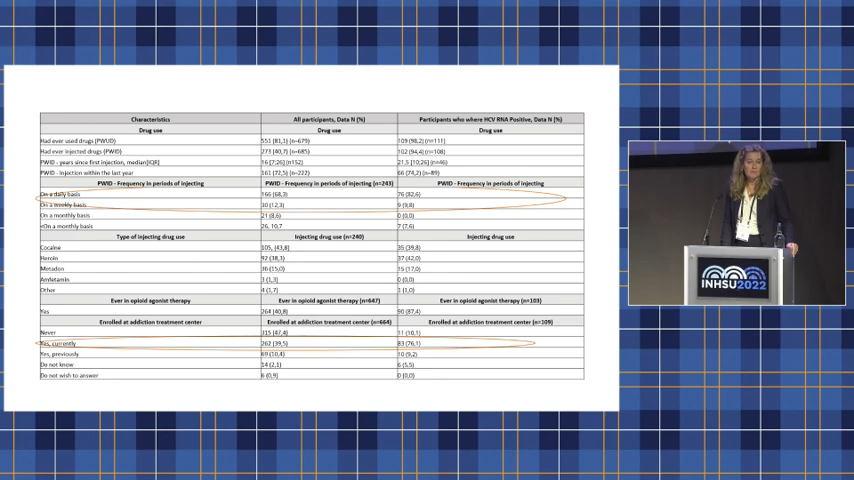 Characteristics All participants, Data N (%) Participants who where HCV RNA Positive, Data N (%)
Drug use Drug use Drug use
Had ever used drugs (PWUD) 551 (81,1) (n=679) 109 (98,2) (n=111)
Had ever injected drugs (PWID) 273 (40,7) (n=685) 102 (94,4) (n=108)
PWID - years since first injection, median[IQR] 16 [7;26] (n152) 21,5 [10;26] (n=46)
PWID - Injection within the last year 161 (72,5) (n=222) 66 (74,2) (n=89)
PWID - Frequency in periods of injecting PWID - Frequency in periods of injecting (n=243) PWID - Frequency in periods of injecting
On a daily basis 166 (68,3) 76 (82,6)
On a weekly basis 30 (12,3) 9 (9,8)
On a monthly basis 21 (8,6) 0 (0,0)
<On a monthly basis 26, 10,7 7 (7,6)
Type of injecting drug use Injecting drug use (n=240) Injecting drug use
Cocaine 105, (43,8) 35 (39,8)
Heroin 92 (38,3) 37 (42,0)
Metadon 36 (15,0) 15 (17,0)
Amfetamin 3 (1,3) 0 (0,0)
Other 4 (1,7) 1 (1,0)
Ever in opioid agonist therapy Ever in opioid agonist therapy (n=647) Ever in opioid agonist therapy (n=103)
Yes 264 (40,8) 90 (87,4)
Enrolled at addiction treatment center Enrolled at addiction treatment center (n=664) Enrolled at addiction treatment center (n=109)
Never 315 (47,4) 11 (10,1)
Yes, currently 262 (39,5) 83 (76,1)
Yes, previously 69 (10,4) 10 (9,2)
Do not know 14 (2,1) 6 (5,5)
Do not wish to answer 6 (0,9) 0 (0,0)
INHSU2022